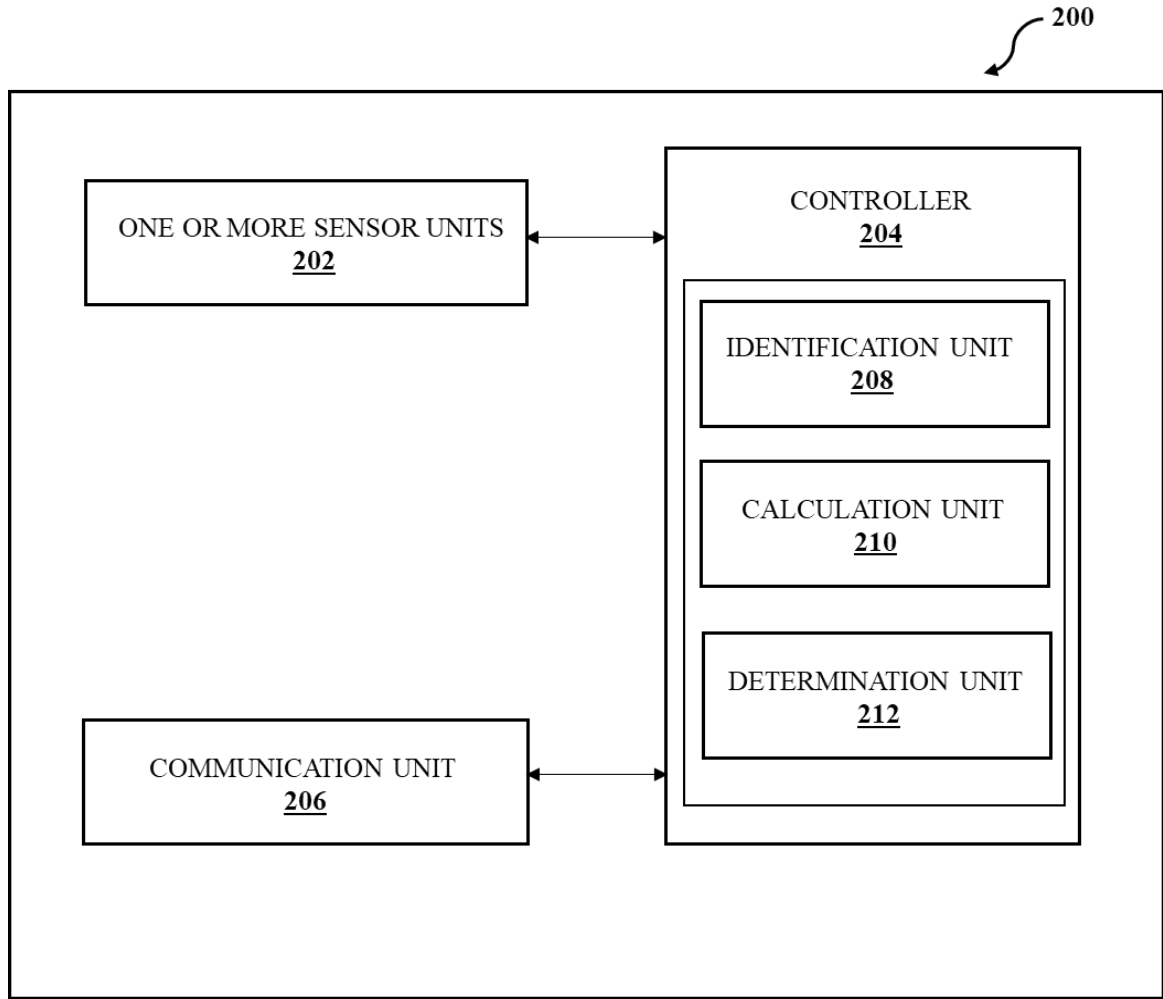 200
ONE OR MORE SENSOR UNITS
202
CONTROLLER
204
IDENTIFICATION UNIT
208
CALCULATION UNIT
210
DETERMINATION UNIT
212
COMMUNICATION UNIT
206